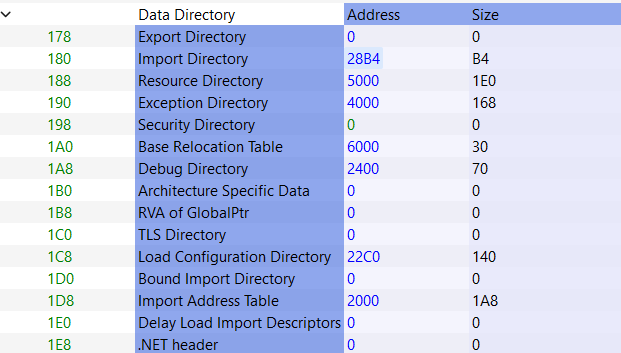 Data Directory Address Size
178 Export Directory 0 0
180 Import Directory 28B4 B4
188 Resource Directory 5000 1E0
190 Exception Directory 4000 168
198 Security Directory 0 0
1A0 Base Relocation Table 6000 30
1A8 Debug Directory 2400 70
1B0 Architecture Specific Data 0 0
1B8 RVA of GlobalPtr 0 0
1C0 TLS Directory 0 0
1C8 Load Configuration Directory 22C0 140
1D0 Bound Import Directory 0 0
1D8 Import Address Table 2000 1A8
1E0 Delay Load Import Descriptors 0 0
1E8 .NET header 0 0